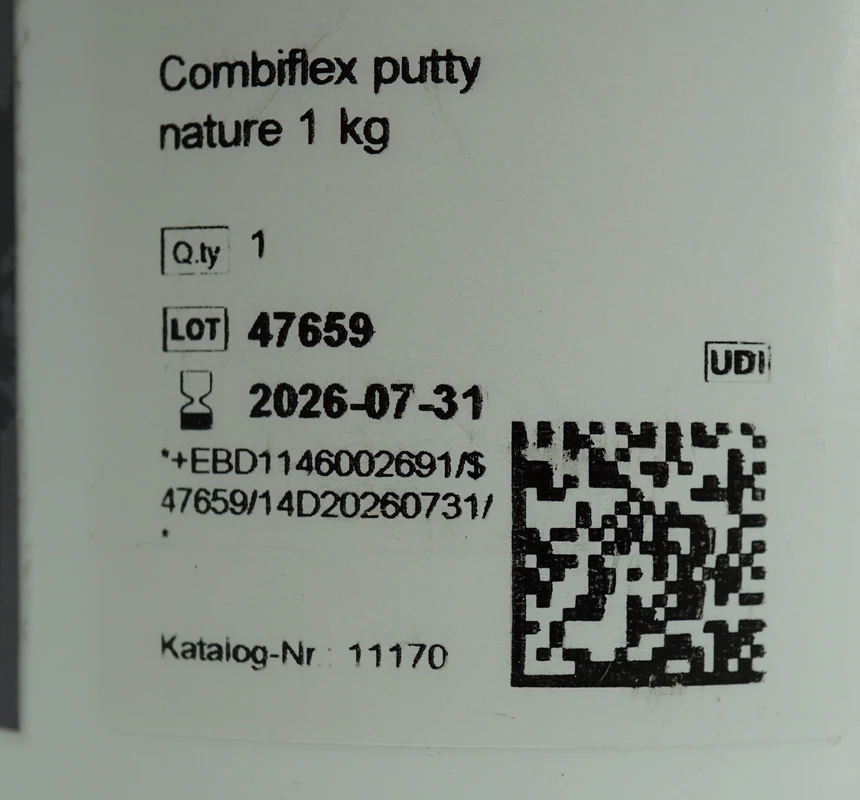 Combiflex putty
nature 1 kg
Q.ty 1
LOT 47659
2026-07-31
*+EBD1146002691/$
47659/14D20260731/
*
UDI
Katalog-Nr.: 11170